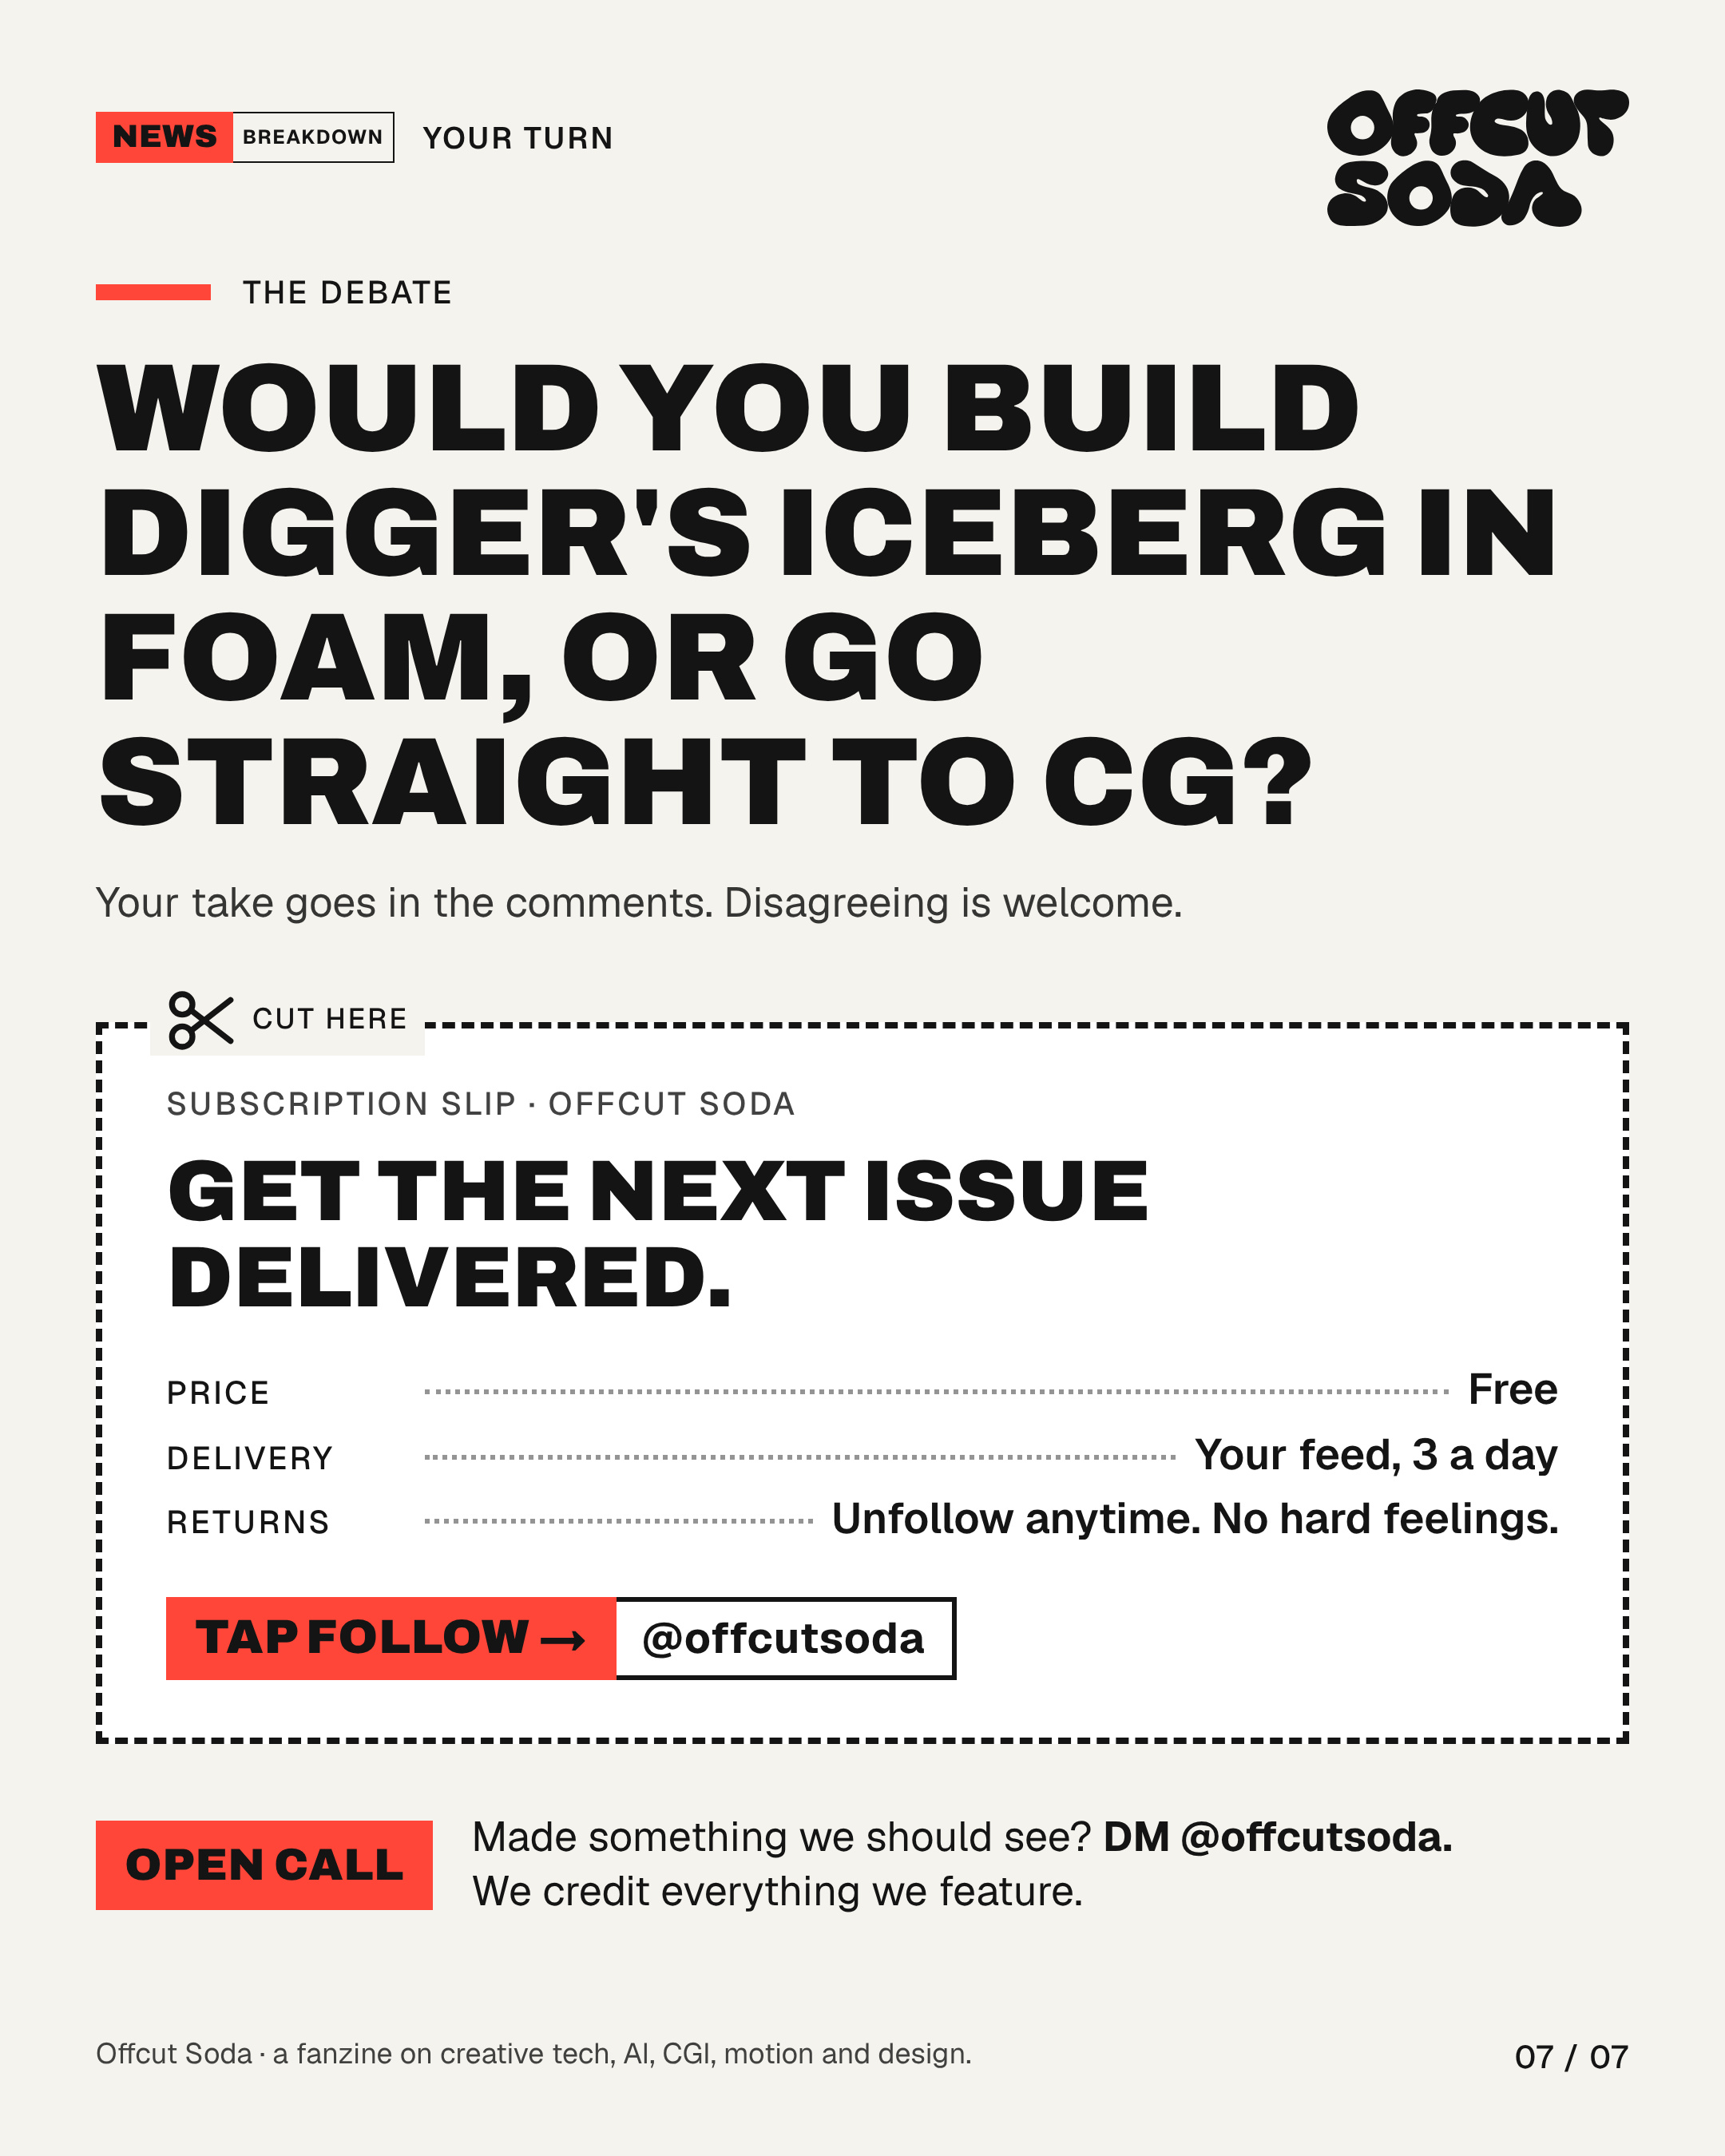 NEWS BREAKDOWN YOUR TURN
OFFCUT
SODA
THE DEBATE
WOULD YOU BUILD
DIGGER'S ICEBERG IN
FOAM, OR GO
STRAIGHT TO CG?
Your take goes in the comments. Disagreeing is welcome.
CUT HERE
SUBSCRIPTION SLIP · OFFCUT SODA
GET THE NEXT ISSUE
DELIVERED.
PRICE Free
DELIVERY Your feed, 3 a day
RETURNS Unfollow anytime. No hard feelings.
TAP FOLLOW → @offcutsoda
OPEN CALL
Made something we should see? DM @offcutsoda.
We credit everything we feature.
Offcut Soda · a fanzine on creative tech, AI, CGI, motion and design.
07 / 07